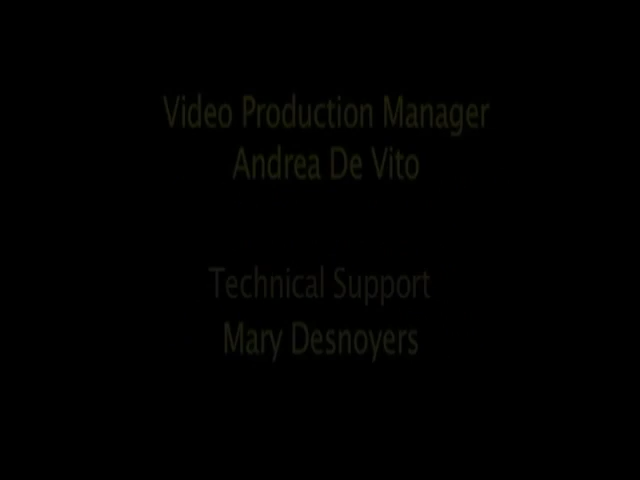 Video Production Manager
Andrea De Vito
Technical Support
Mary Desnoyers